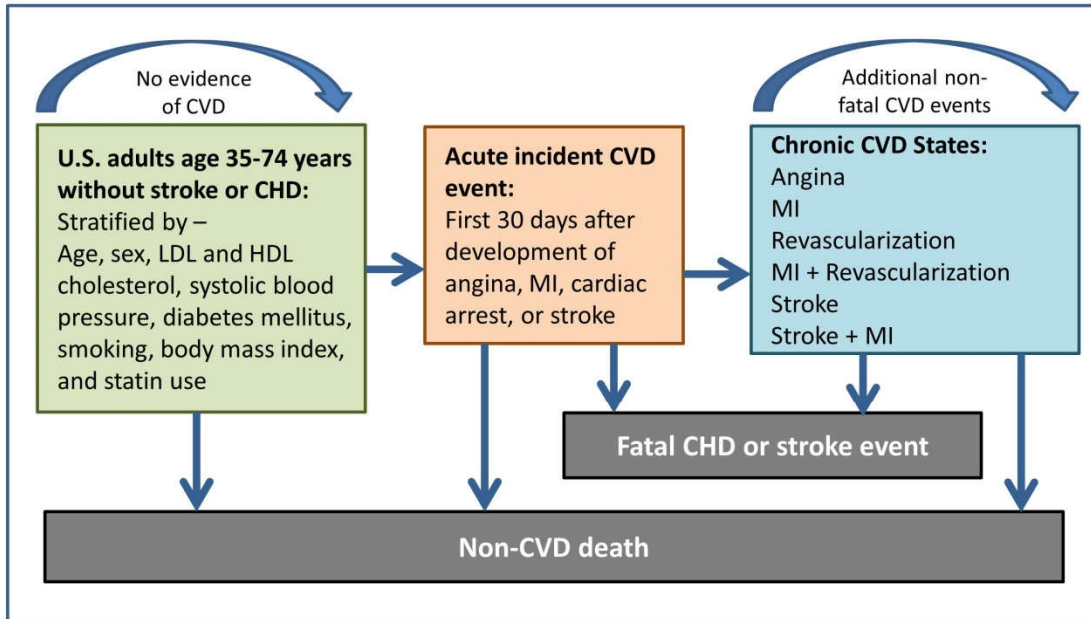 No evidence
of CVD
U.S. adults age 35-74 years
without stroke or CHD:
Stratified by –
Age, sex, LDL and HDL
cholesterol, systolic blood
pressure, diabetes mellitus,
smoking, body mass index,
and statin use
Acute incident CVD
event:
First 30 days after
development of
angina, MI, cardiac
arrest, or stroke
Additional non-
fatal CVD events
Chronic CVD States:
Angina
MI
Revascularization
MI + Revascularization
Stroke
Stroke + MI
Fatal CHD or stroke event
Non-CVD death